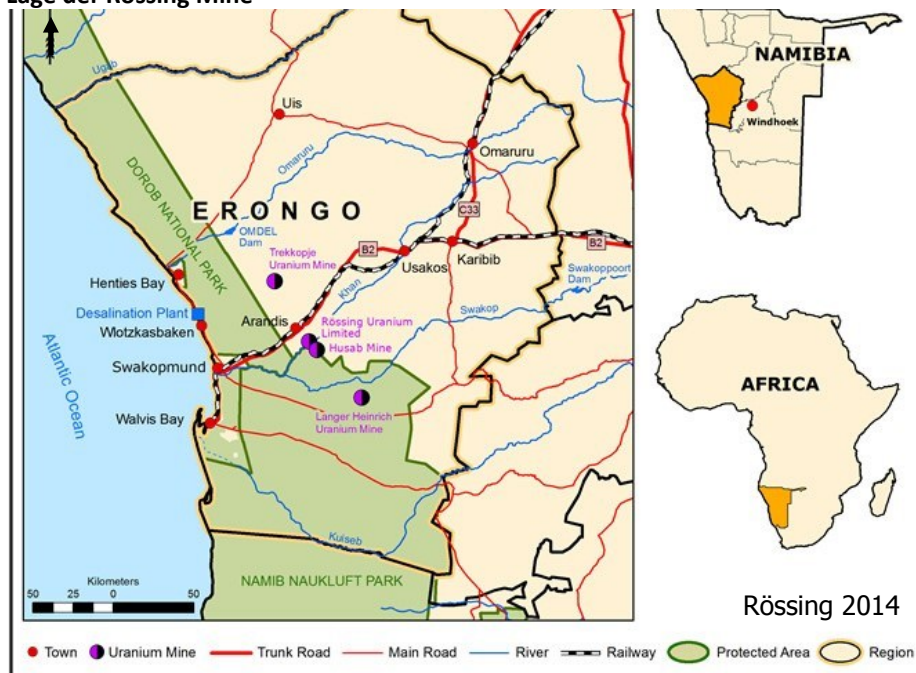 Lage der Rössing Mine
Ugab
Uis
Omaruru
Omaruru
DOROB NATIONAL PARK
ERONGO
OMDEL
Dam
C33
Trekkopje
Uranium Mine
B2
B2
Usakos
Karibib
Henties Bay
Khan
Swakoppoort
Dam
Desalination Plant
Wlotzkasbaken
Arandis
Swakop
Rössing Uranium
Limited
Husab Mine
Atlantic Ocean
Swakopmund
Walvis Bay
Langer Heinrich
Uranium Mine
Kuiseb
NAMIB NAUKLUFT PARK
Kilometers
50 0 50
NAMIBIA
Windhoek
AFRICA
Rössing 2014
Town
Uranium Mine
Trunk Road
Main Road
River
Railway
Protected Area
Region